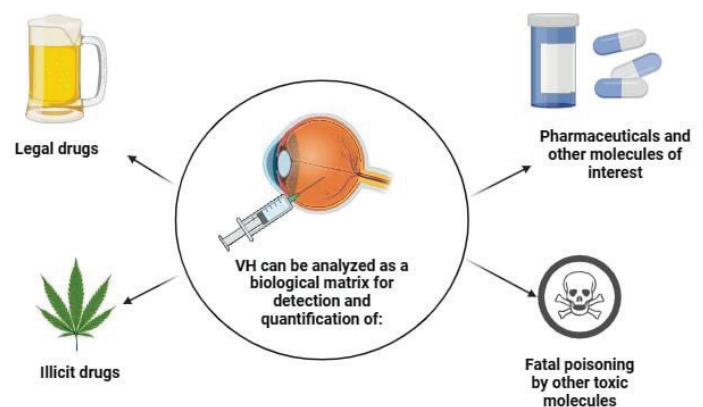 Legal drugs
Pharmaceuticals and
other molecules of
interest
VH can be analyzed as a
biological matrix for
detection and
quantification of:
Illicit drugs
Fatal poisoning
by other toxic
molecules